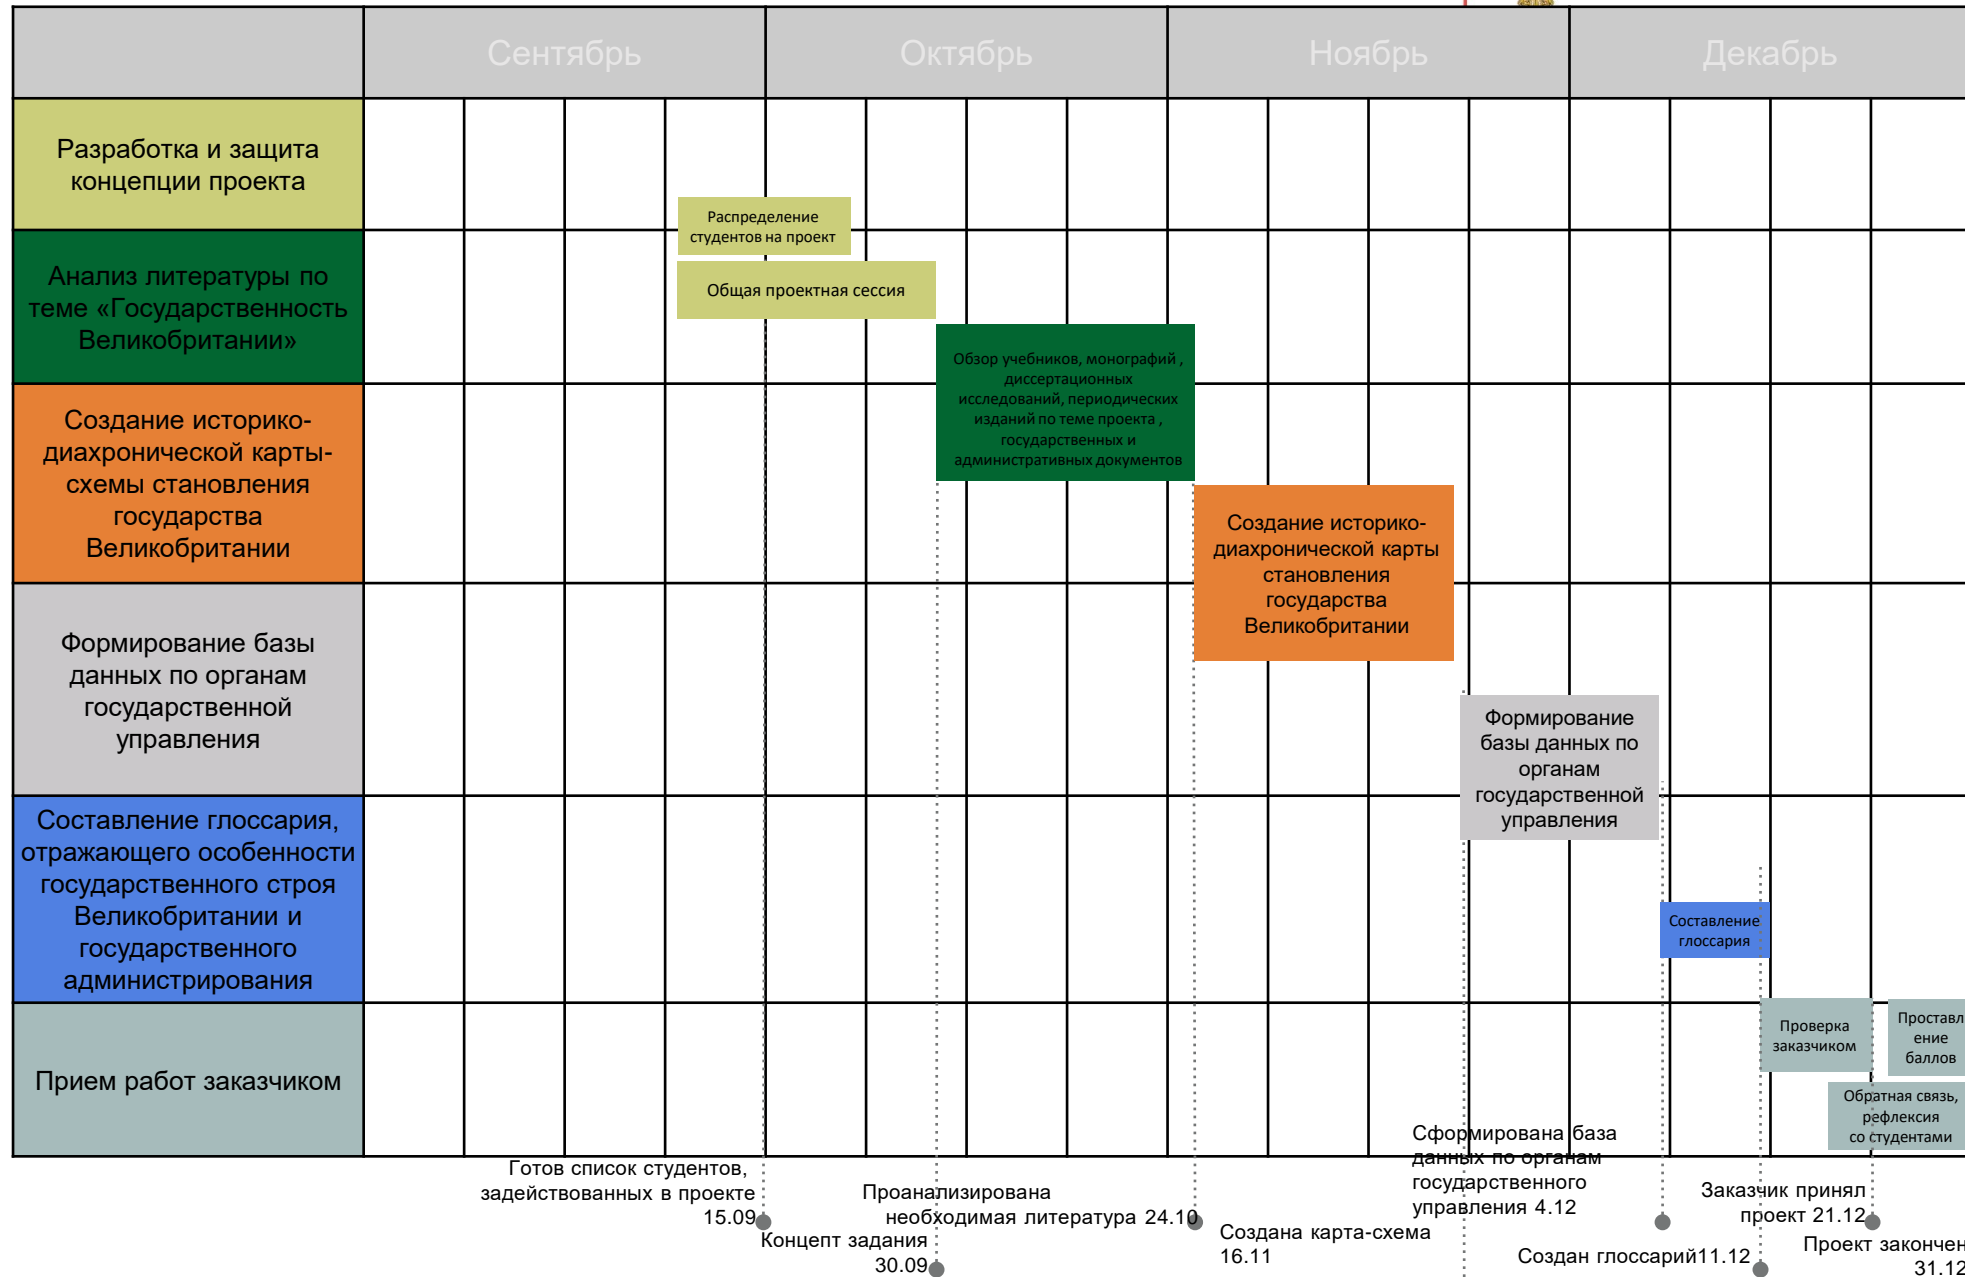 Сентябрь
Октябрь
Ноябрь
Декабрь
Разработка и защита
концепции проекта
Распределение
студентов на проект
Общая проектная сессия
Анализ литературы по
теме «Государственность
Великобритании»
Обзор учебников, монографий ,
диссертационных
исследований, периодических
изданий по теме проекта ,
государственных и
административных документов
Создание историко-
диахронической карты-
схемы становления
государства
Великобритании
Создание историко-
диахронической карты
становления
государства
Великобритании
Формирование базы
данных по органам
государственной
управления
Формирование
базы данных по
органам
государственной
управления
Составление глоссария,
отражающего особенности
государственного строя
Великобритании и
государственного
администрирования
Составление
глоссария
Прием работ заказчиком
Проверка
заказчиком
Проставл
ение
баллов
Обратная связь,
рефлексия
со студентами
Готов список студентов,
задействованных в проекте
15.09
Концепт задания
30.09
Проанализирована
необходимая литература 24.10
Создана карта-схема
16.11
Сформирована база
данных по органам
государственного
управления 4.12
Создан глоссарий11.12
Заказчик принял
проект 21.12
Проект закончен
31.12